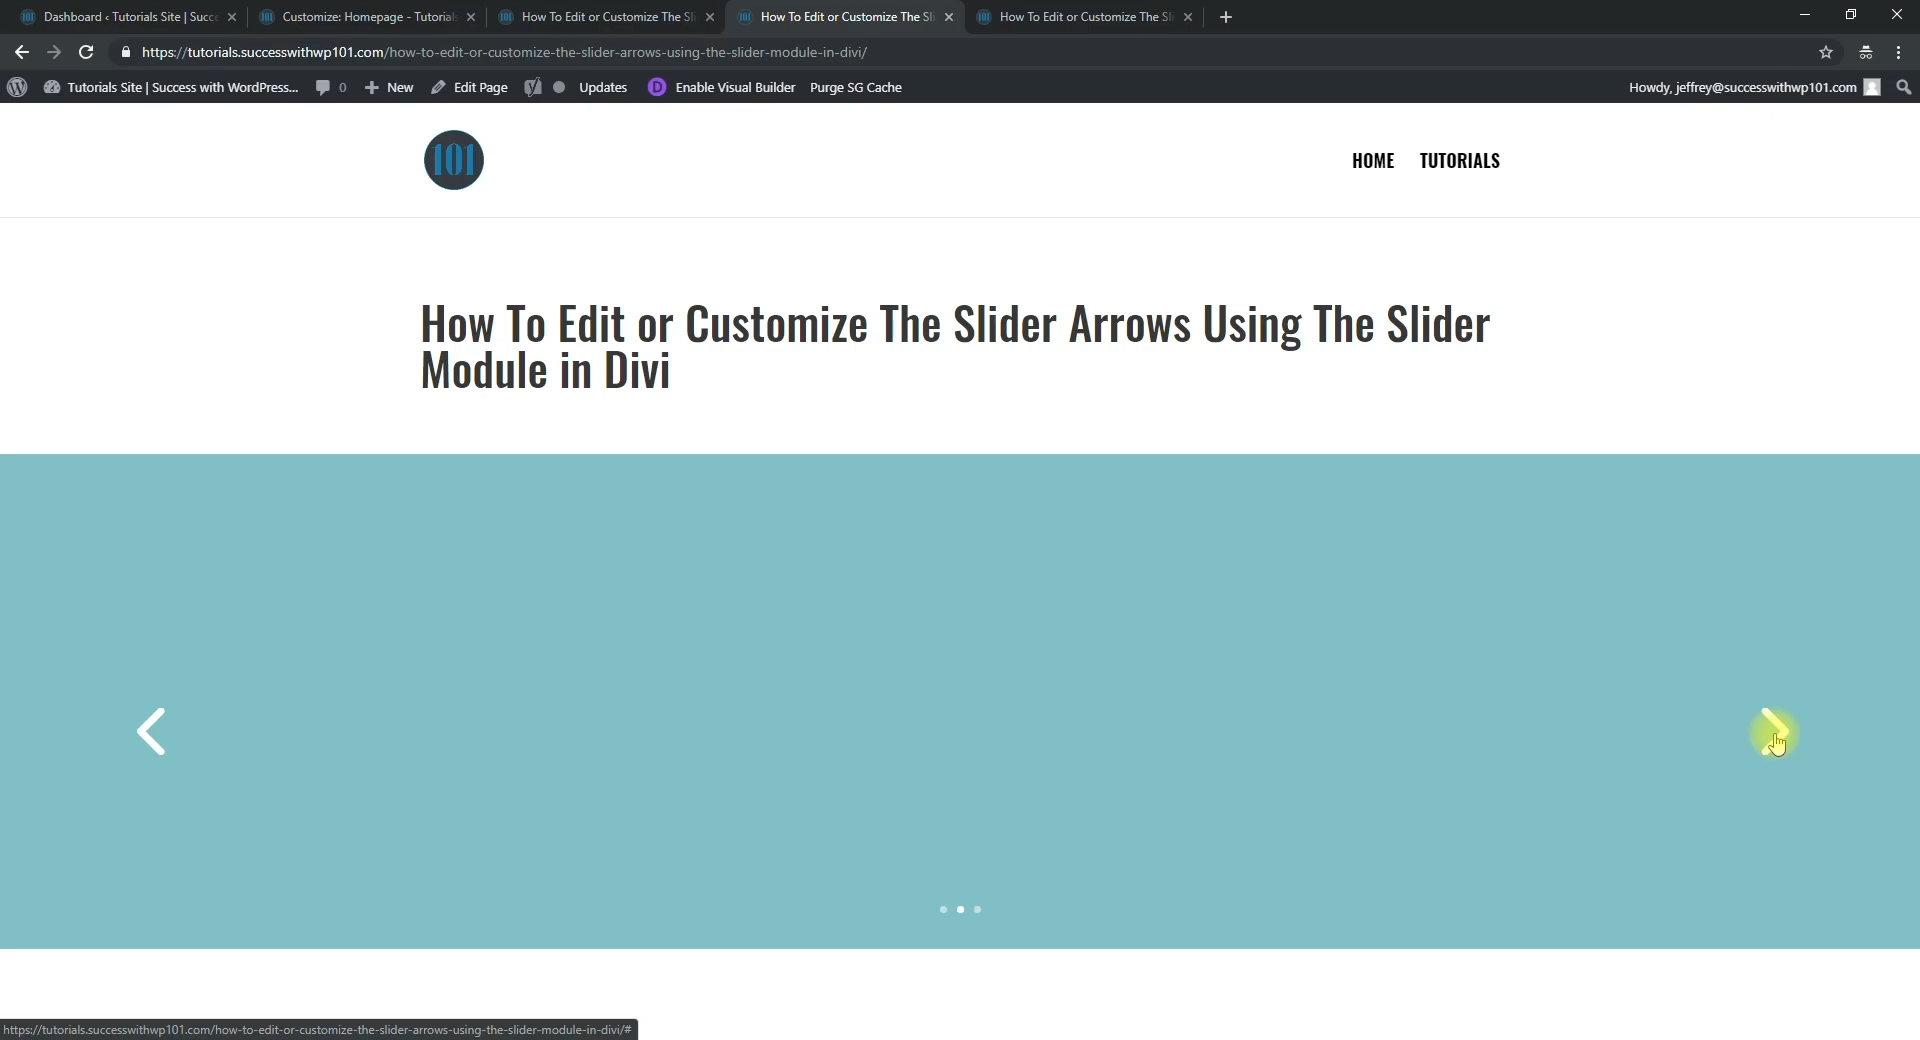 Dashboard ‹ Tutorials Site | Succe
Customize: Homepage - Tutorial
How To Edit or Customize The Sli
How To Edit or Customize The Sli
How To Edit or Customize The Sli
https://tutorials.successwithwp101.com/how-to-edit-or-customize-the-slider-arrows-using-the-slider-module-in-divi/
Tutorials Site | Success with WordPress... 0 New Edit Page Updates D Enable Visual Builder Purge SG Cache Howdy, jeffrey@successwithwp101.com
101
HOME TUTORIALS
How To Edit or Customize The Slider Arrows Using The Slider
Module in Divi
https://tutorials.successwithwp101.com/how-to-edit-or-customize-the-slider-arrows-using-the-slider-module-in-divi/#